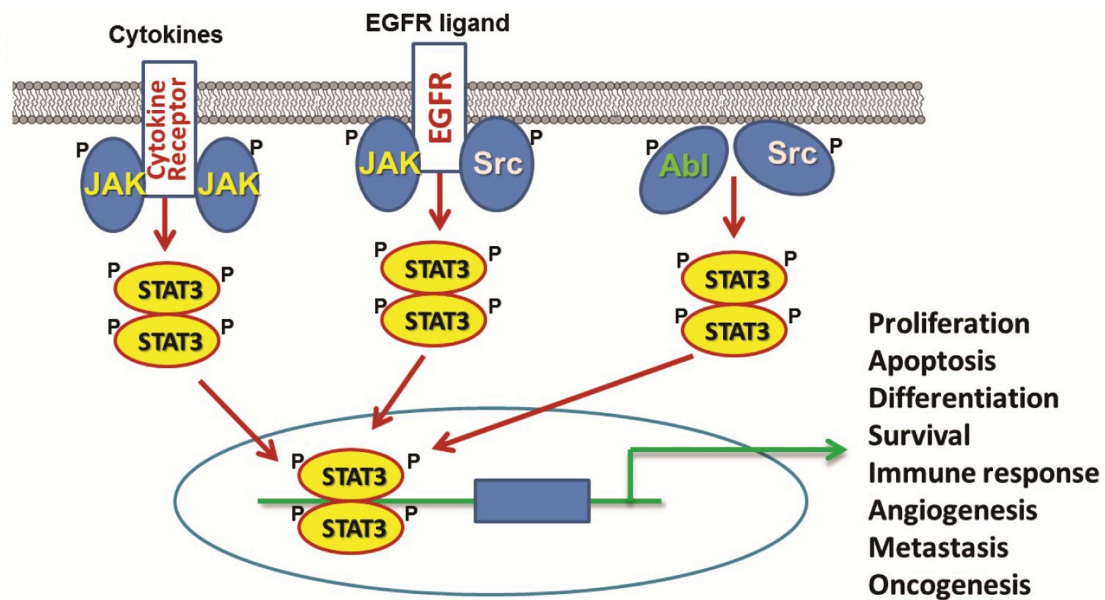 Cytokines
EGFR ligand
Cytokine
Receptor
EGFR
P
JAK
JAK
P
P
JAK
Src
P
P
Abl
Src
P
P
STAT3
P
P
STAT3
P
P
STAT3
P
P
STAT3
P
P
STAT3
P
P
STAT3
P
P
STAT3
P
P
STAT3
P
Proliferation
Apoptosis
Differentiation
Survival
Immune response
Angiogenesis
Metastasis
Oncogenesis